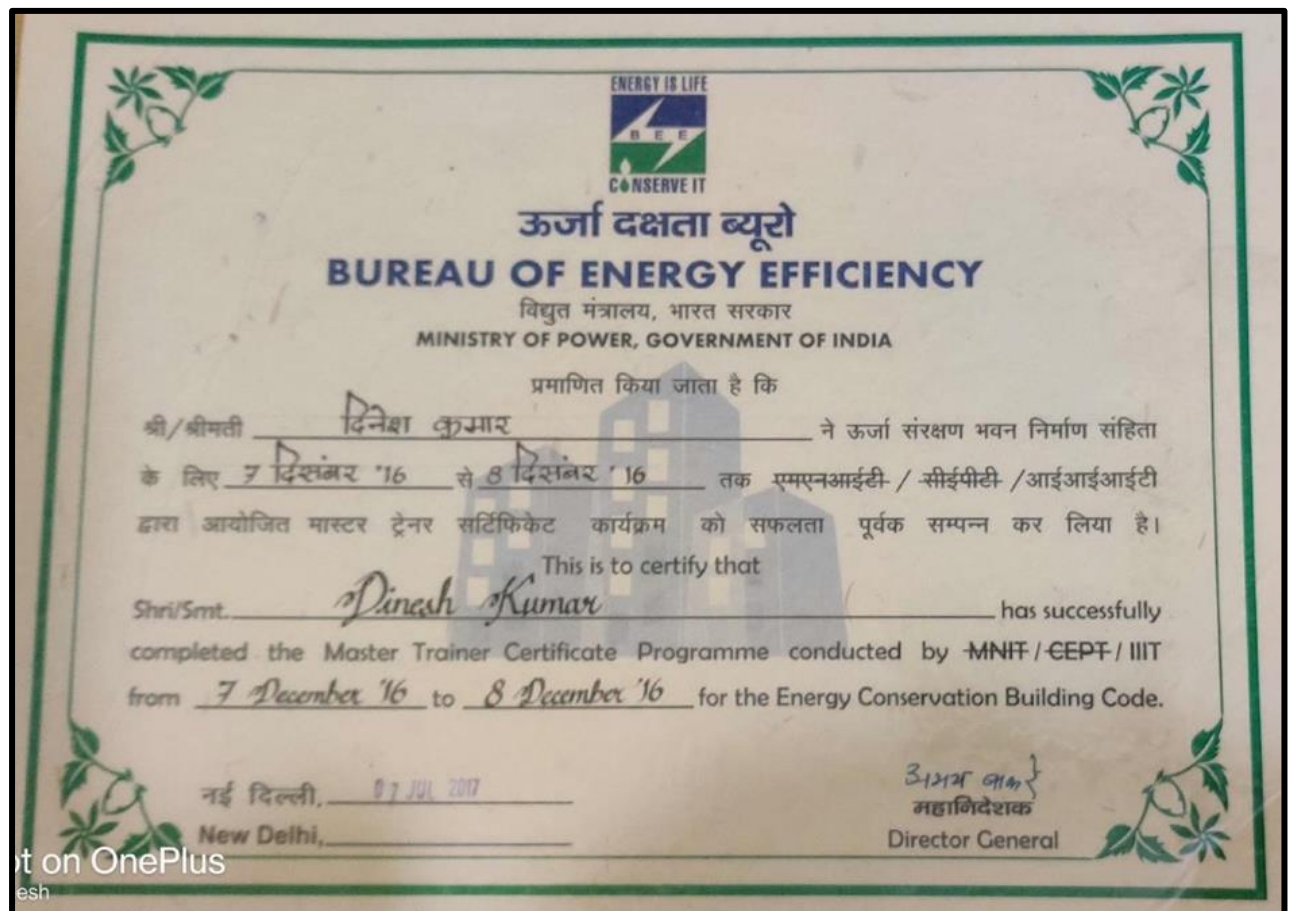 ENERGY IS LIFE
BEE
CONSERVE IT
ऊर्जा दक्षता ब्यूरो
BUREAU OF ENERGY EFFICIENCY
विद्युत मंत्रालय, भारत सरकार
MINISTRY OF POWER, GOVERNMENT OF INDIA
प्रमाणित किया जाता है कि
श्री/श्रीमती दिनेश कुमार ने ऊर्जा संरक्षण भवन निर्माण संहिता
के लिए 7 दिसंबर '16 से 8 दिसंबर '16 तक एमएनआईटी / सीईपीटी /आईआईआईटी
द्वारा आयोजित मास्टर ट्रेनर सर्टिफिकेट कार्यक्रम को सफलता पूर्वक सम्पन्न कर लिया है।
This is to certify that
Shri/Smt. Dinesh Kumar has successfully
completed the Master Trainer Certificate Programme conducted by MNIT / CEPT / IIIT
from 7 December '16 to 8 December '16 for the Energy Conservation Building Code.
नई दिल्ली, 07 JUL 2017
New Delhi,
अभय बाकरे
महानिदेशक
Director General
ot on OnePlus
esh